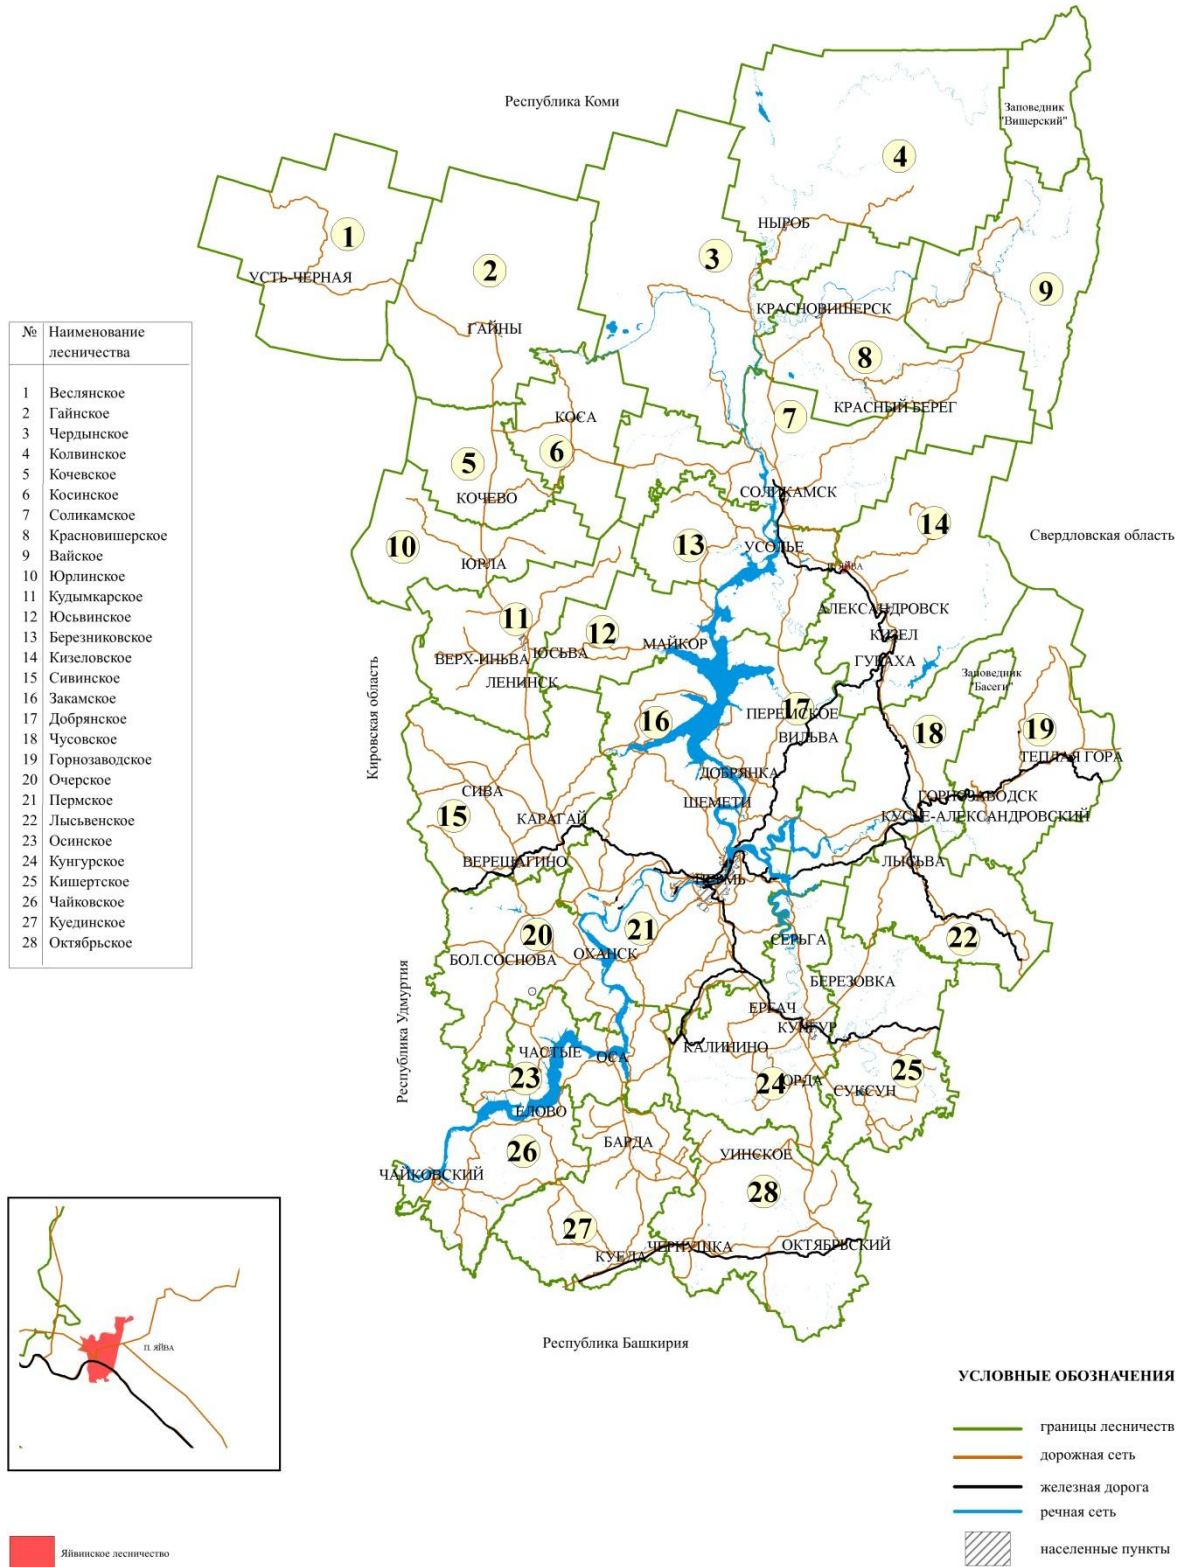 Республика Коми
Заповедник
"Вишерский"
4
НЫРОБ
1
3
2
УСТЬ-ЧЕРНАЯ
9
КРАСНОВИШЕРСК
ГАЙНЫ
8
КРАСНЫЙ БЕРЕГ
7
КОСА
6
5
КОЧЕВО
СОЛИКАМСК
14
Свердловская область
10
13
УСОЛЬЕ
ЮРЛА
П. ЯЙВА
АЛЕКСАНДРОВСК
11
12
КИЗЕЛ
МАЙКОР
ЮСЬВА
ВЕРХ-ИНЬВА
ГУБАХА
ЛЕНИНСК
Заповедник
"Басеги"
Кировская область
16
17
ПЕРЕМСКОЕ
ВИЛЬВА
18
19
ТЕПЛАЯ ГОРА
ДОБРЯНКА
СИВА
ШЕМЕТИ
ГОРНОЗАВОДСК
15
КАРАГАЙ
КУСЬЕ-АЛЕКСАНДРОВСКИЙ
ВЕРЕЩАГИНО
ЛЫСЬВА
ПЕРМЬ
20
21
22
БОЛ.СОСНОВА
ОХАНСК
СЕРЬГА
БЕРЕЗОВКА
Республика Удмуртия
ЕРГАЧ
КУНГУР
КАЛИНИНО
ЧАСТЫЕ
ОСА
23
24
ОРДА
25
СУКСУН
ЕЛОВО
26
БАРДА
УИНСКОЕ
ЧАЙКОВСКИЙ
28
27
КУЕДА
ЧЕРНУШКА
ОКТЯБРЬСКИЙ
Республика Башкирия
№ Наименование
лесничества
1 Веслянское
2 Гайнское
3 Чердынское
4 Колвинское
5 Кочевское
6 Косинское
7 Соликамское
8 Красновишерское
9 Вайское
10 Юрлинское
11 Кудымкарское
12 Юсьвинское
13 Березниковское
14 Кизеловское
15 Сивинское
16 Закамское
17 Добрянское
18 Чусовское
19 Горнозаводское
20 Очерское
21 Пермское
22 Лысьвенское
23 Осинское
24 Кунгурское
25 Кишертское
26 Чайковское
27 Куединское
28 Октябрьское
П. ЯЙВА
Яйвинское лесничество
УСЛОВНЫЕ ОБОЗНАЧЕНИЯ
границы лесничеств
дорожная сеть
железная дорога
речная сеть
населенные пункты